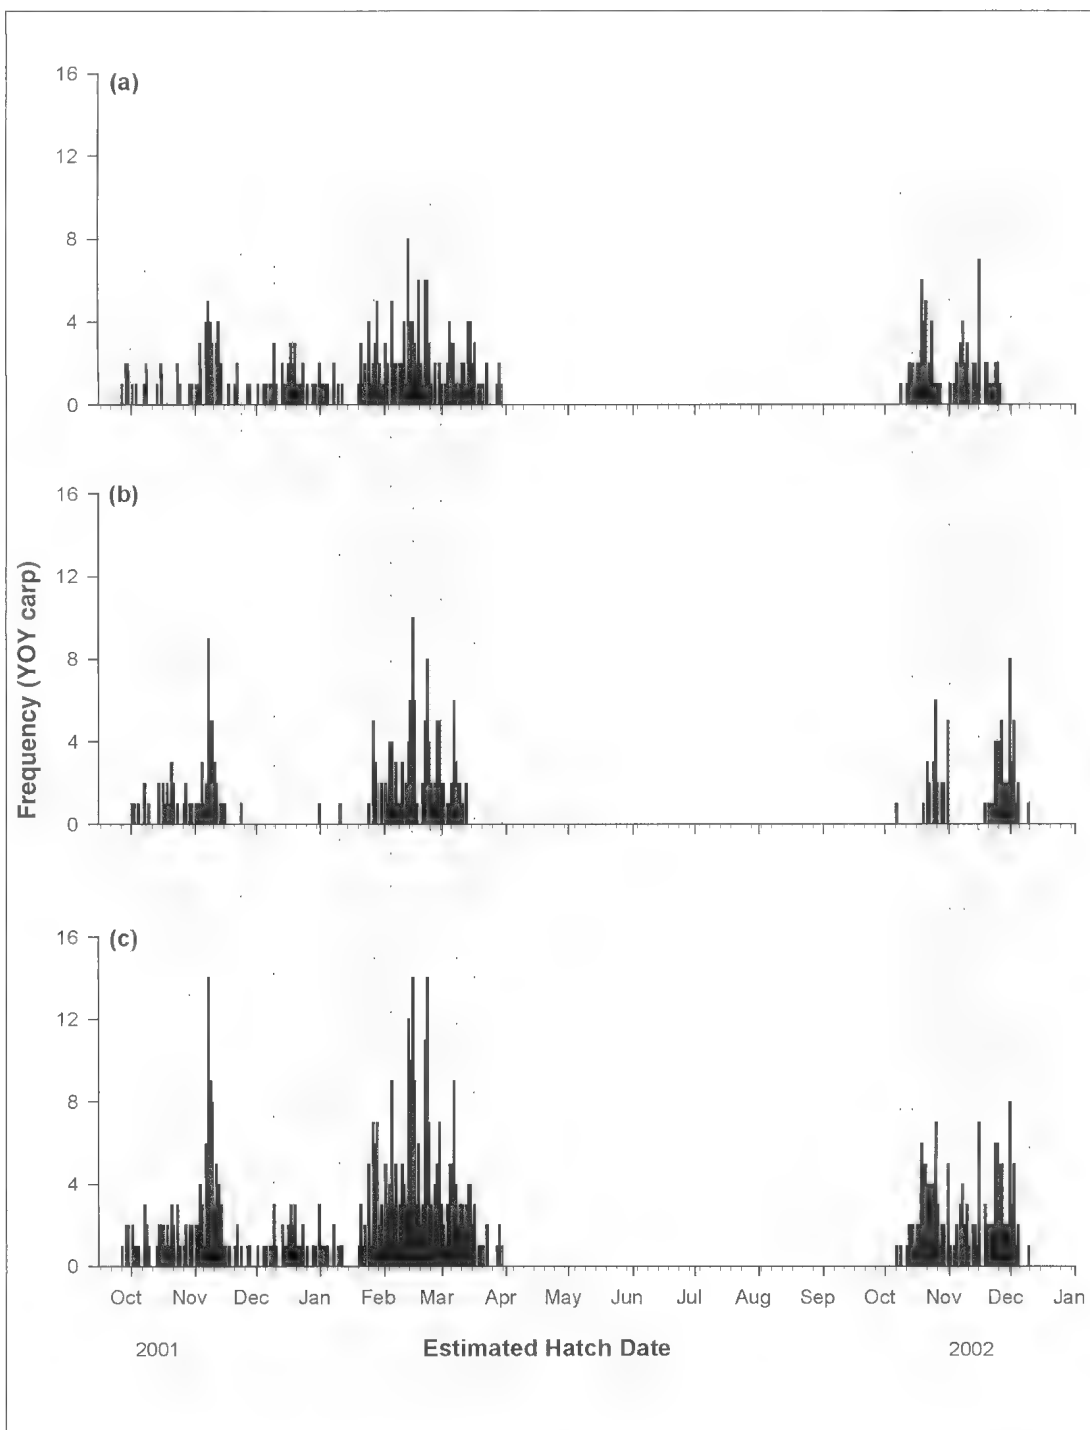 (a)
16
12
8
4
0
(b)
16
12
8
4
0
Frequency (YOY carp)
(c)
16
12
8
4
0
Oct Nov Dec Jan Feb Mar Apr May Jun Jul Aug Sep Oct Nov Dec Jan
2001 Estimated Hatch Date 2002